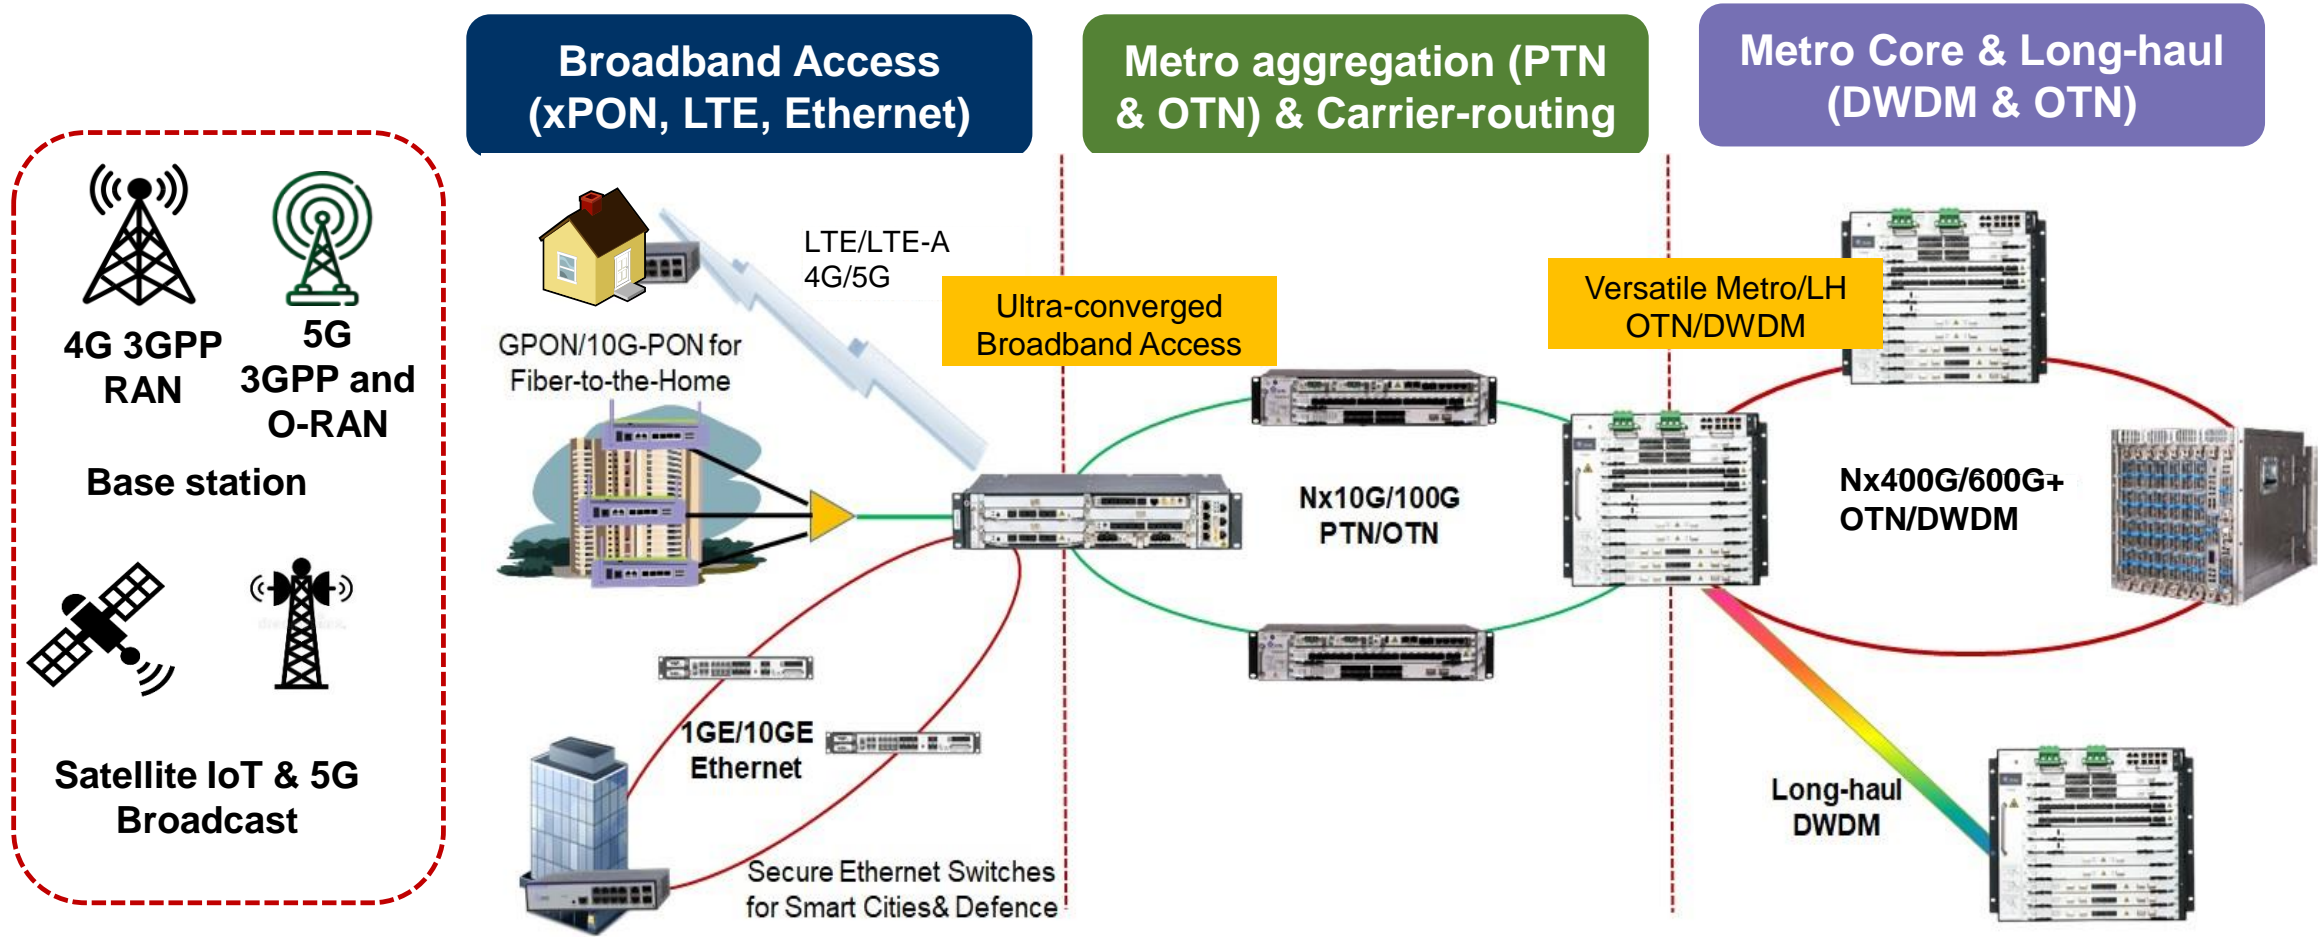 Broadband Access
(xPON, LTE, Ethernet)
Metro aggregation (PTN
& OTN) & Carrier-routing
Metro Core & Long-haul
(DWDM & OTN)
4G 3GPP
RAN
5G
3GPP and
O-RAN
Base station
Satellite IoT & 5G
Broadcast
LTE/LTE-A
4G/5G
GPON/10G-PON for
Fiber-to-the-Home
Ultra-converged
Broadband Access
1GE/10GE
Ethernet
Secure Ethernet Switches
for Smart Cities& Defence
Nx10G/100G
PTN/OTN
Versatile Metro/LH
OTN/DWDM
Nx400G/600G+
OTN/DWDM
Long-haul
DWDM